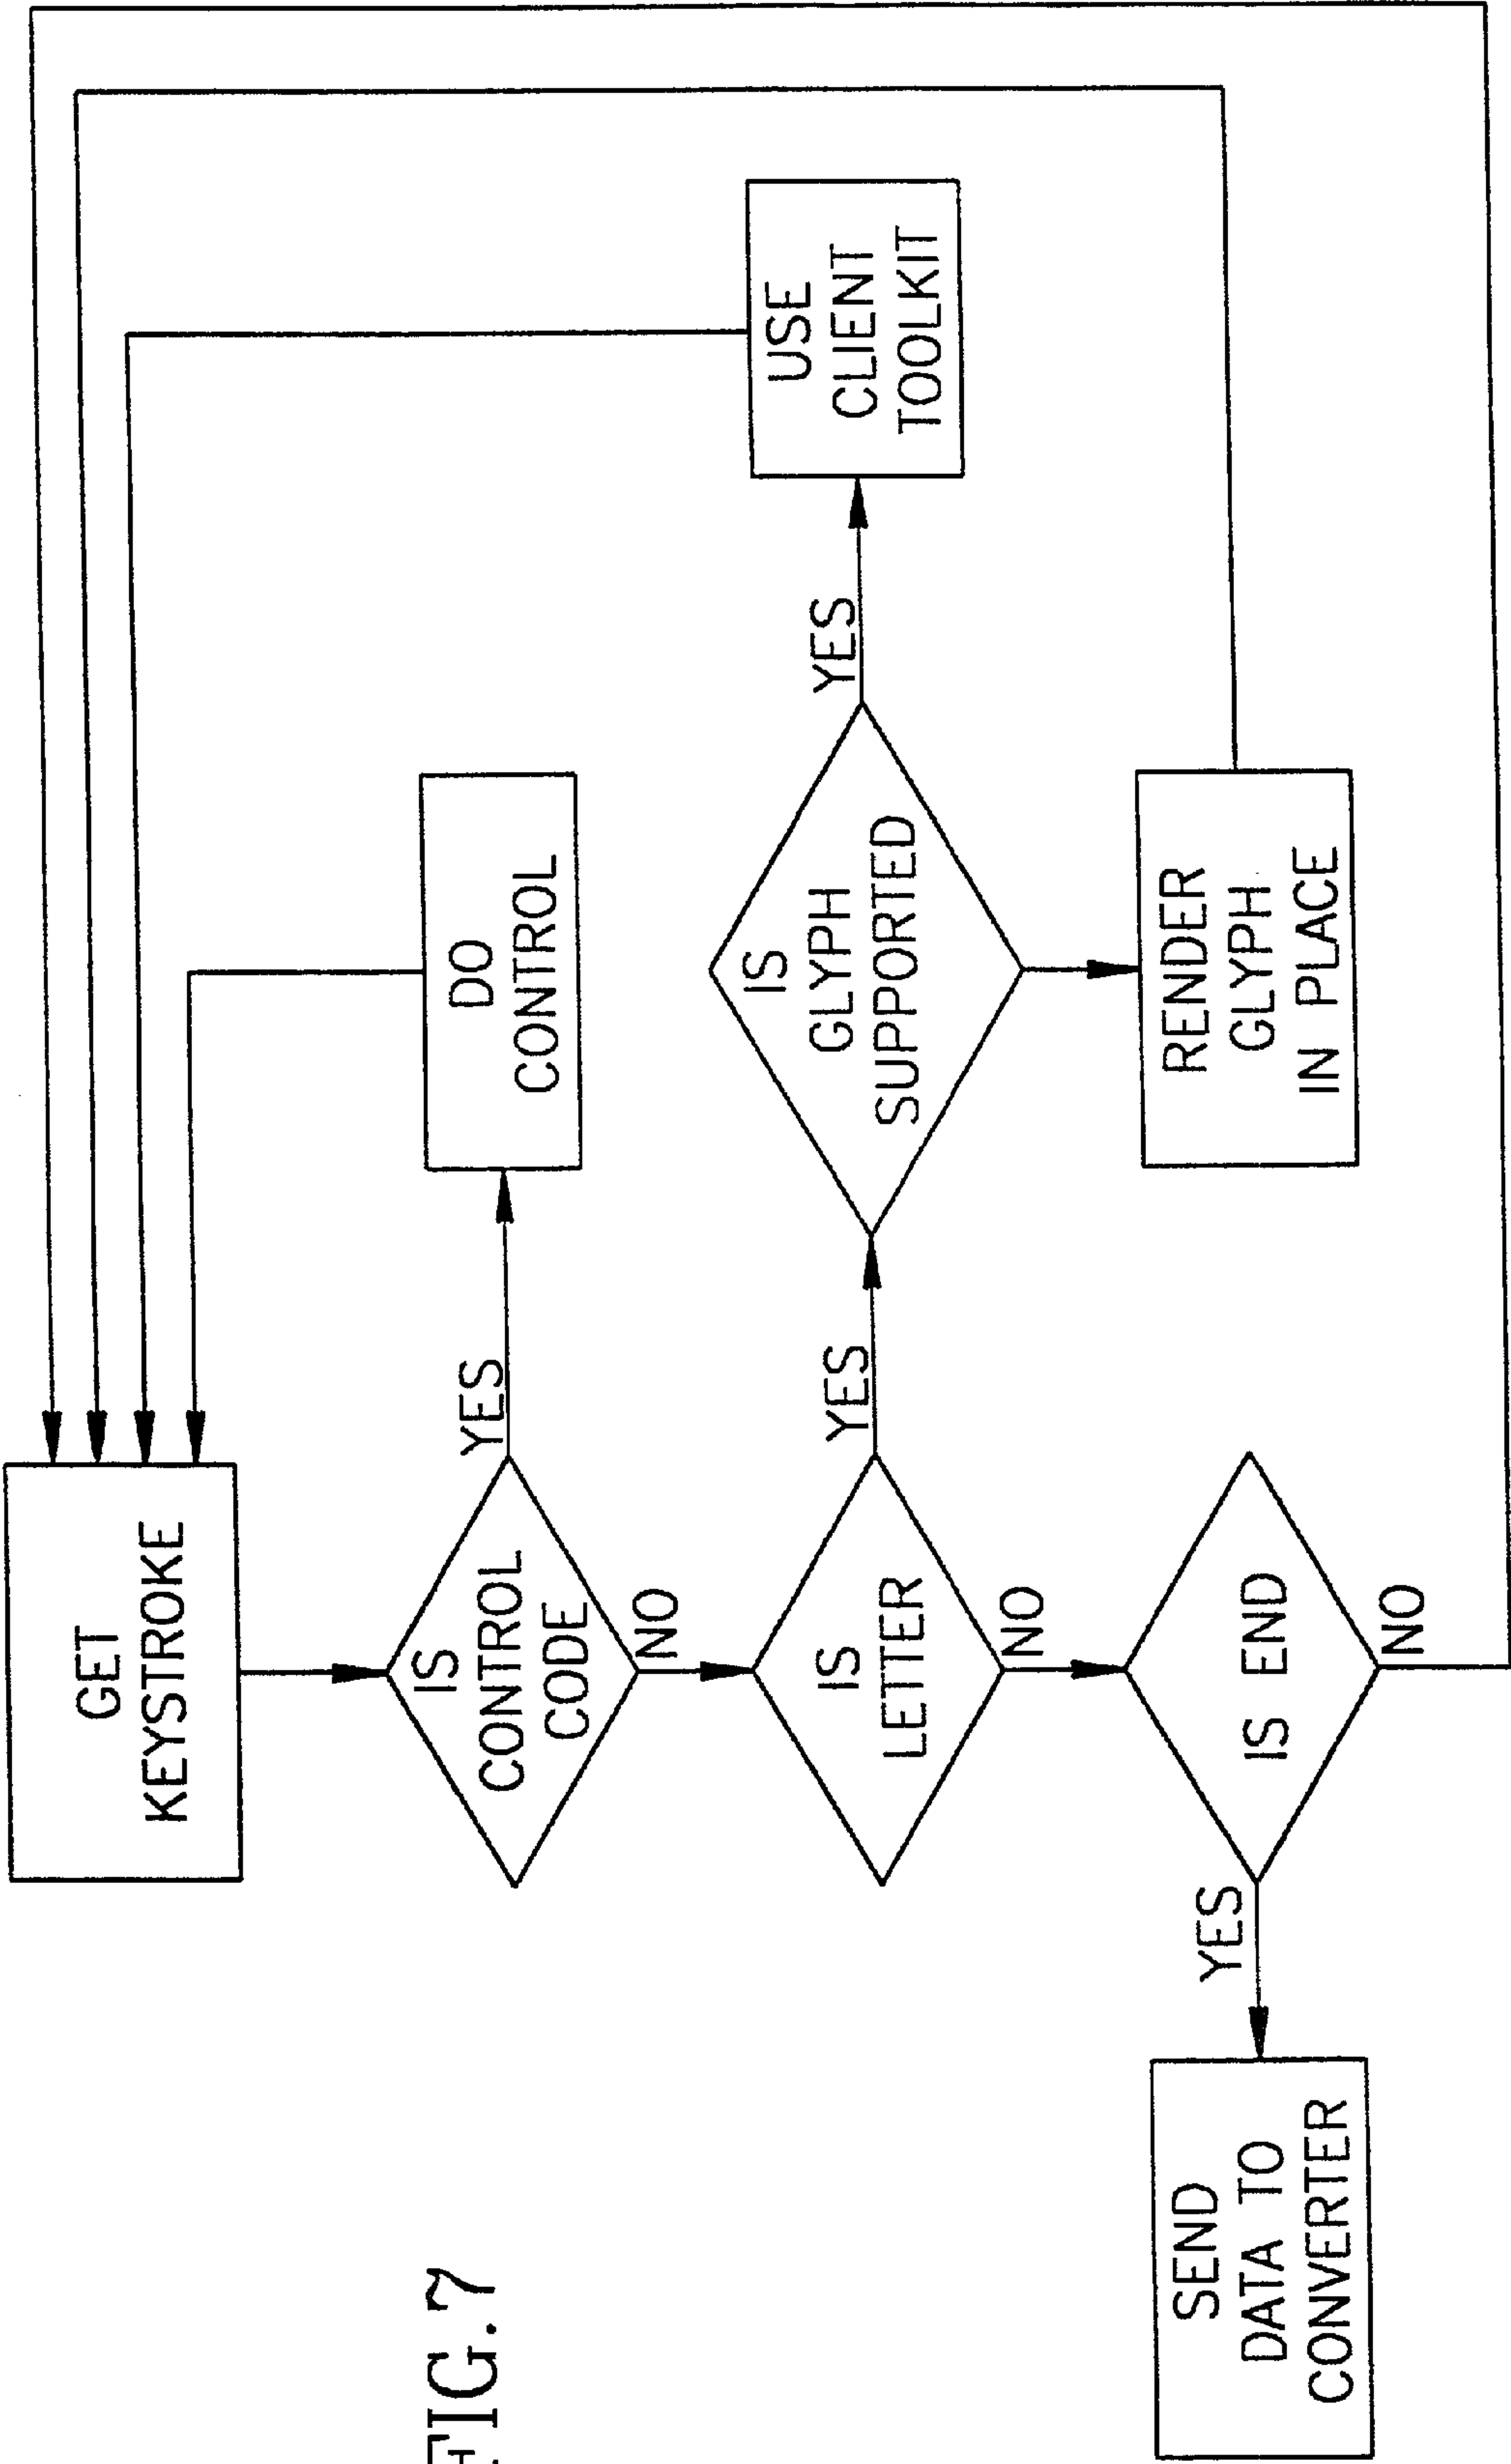 GET
KEYSTROKE
IS
CONTROL
CODE
YES
DO
CONTROL
NO
IS
LETTER
YES
IS
GLYPH
SUPPORTED
YES
USE
CLIENT
TOOLKIT
RENDER
GLYPH
IN PLACE
NO
IS END
YES
SEND
DATA TO
CONVERTER
NO
FIG.7